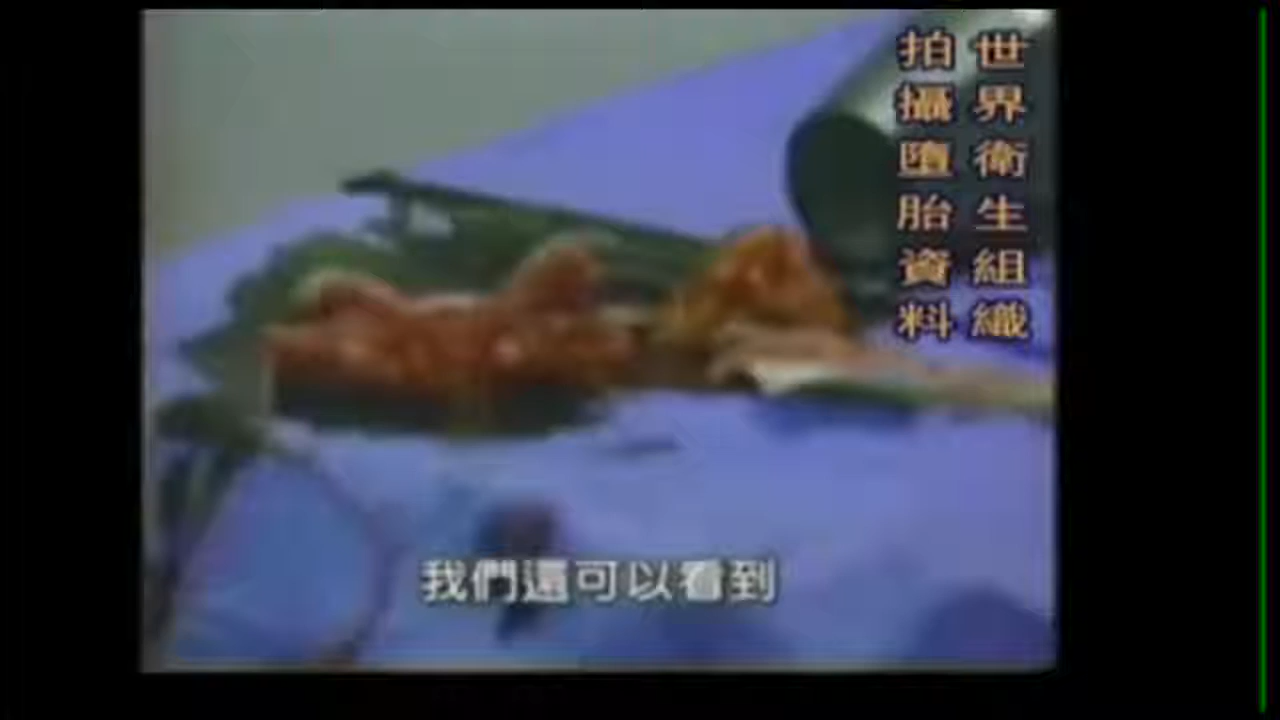 世界衛生組織
拍攝墮胎資料
我們還可以看到